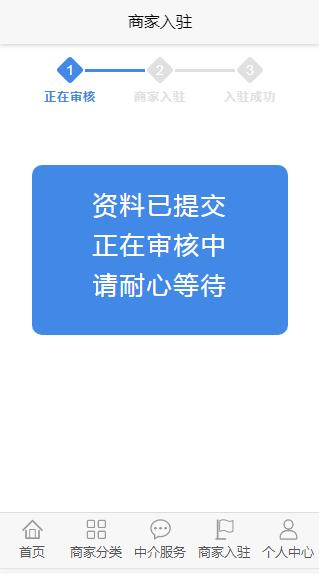 商家入驻
1 2 3
正在审核 商家入驻 入驻成功
资料已提交
正在审核中
请耐心等待
首页 商家分类 中介服务 商家入驻 个人中心